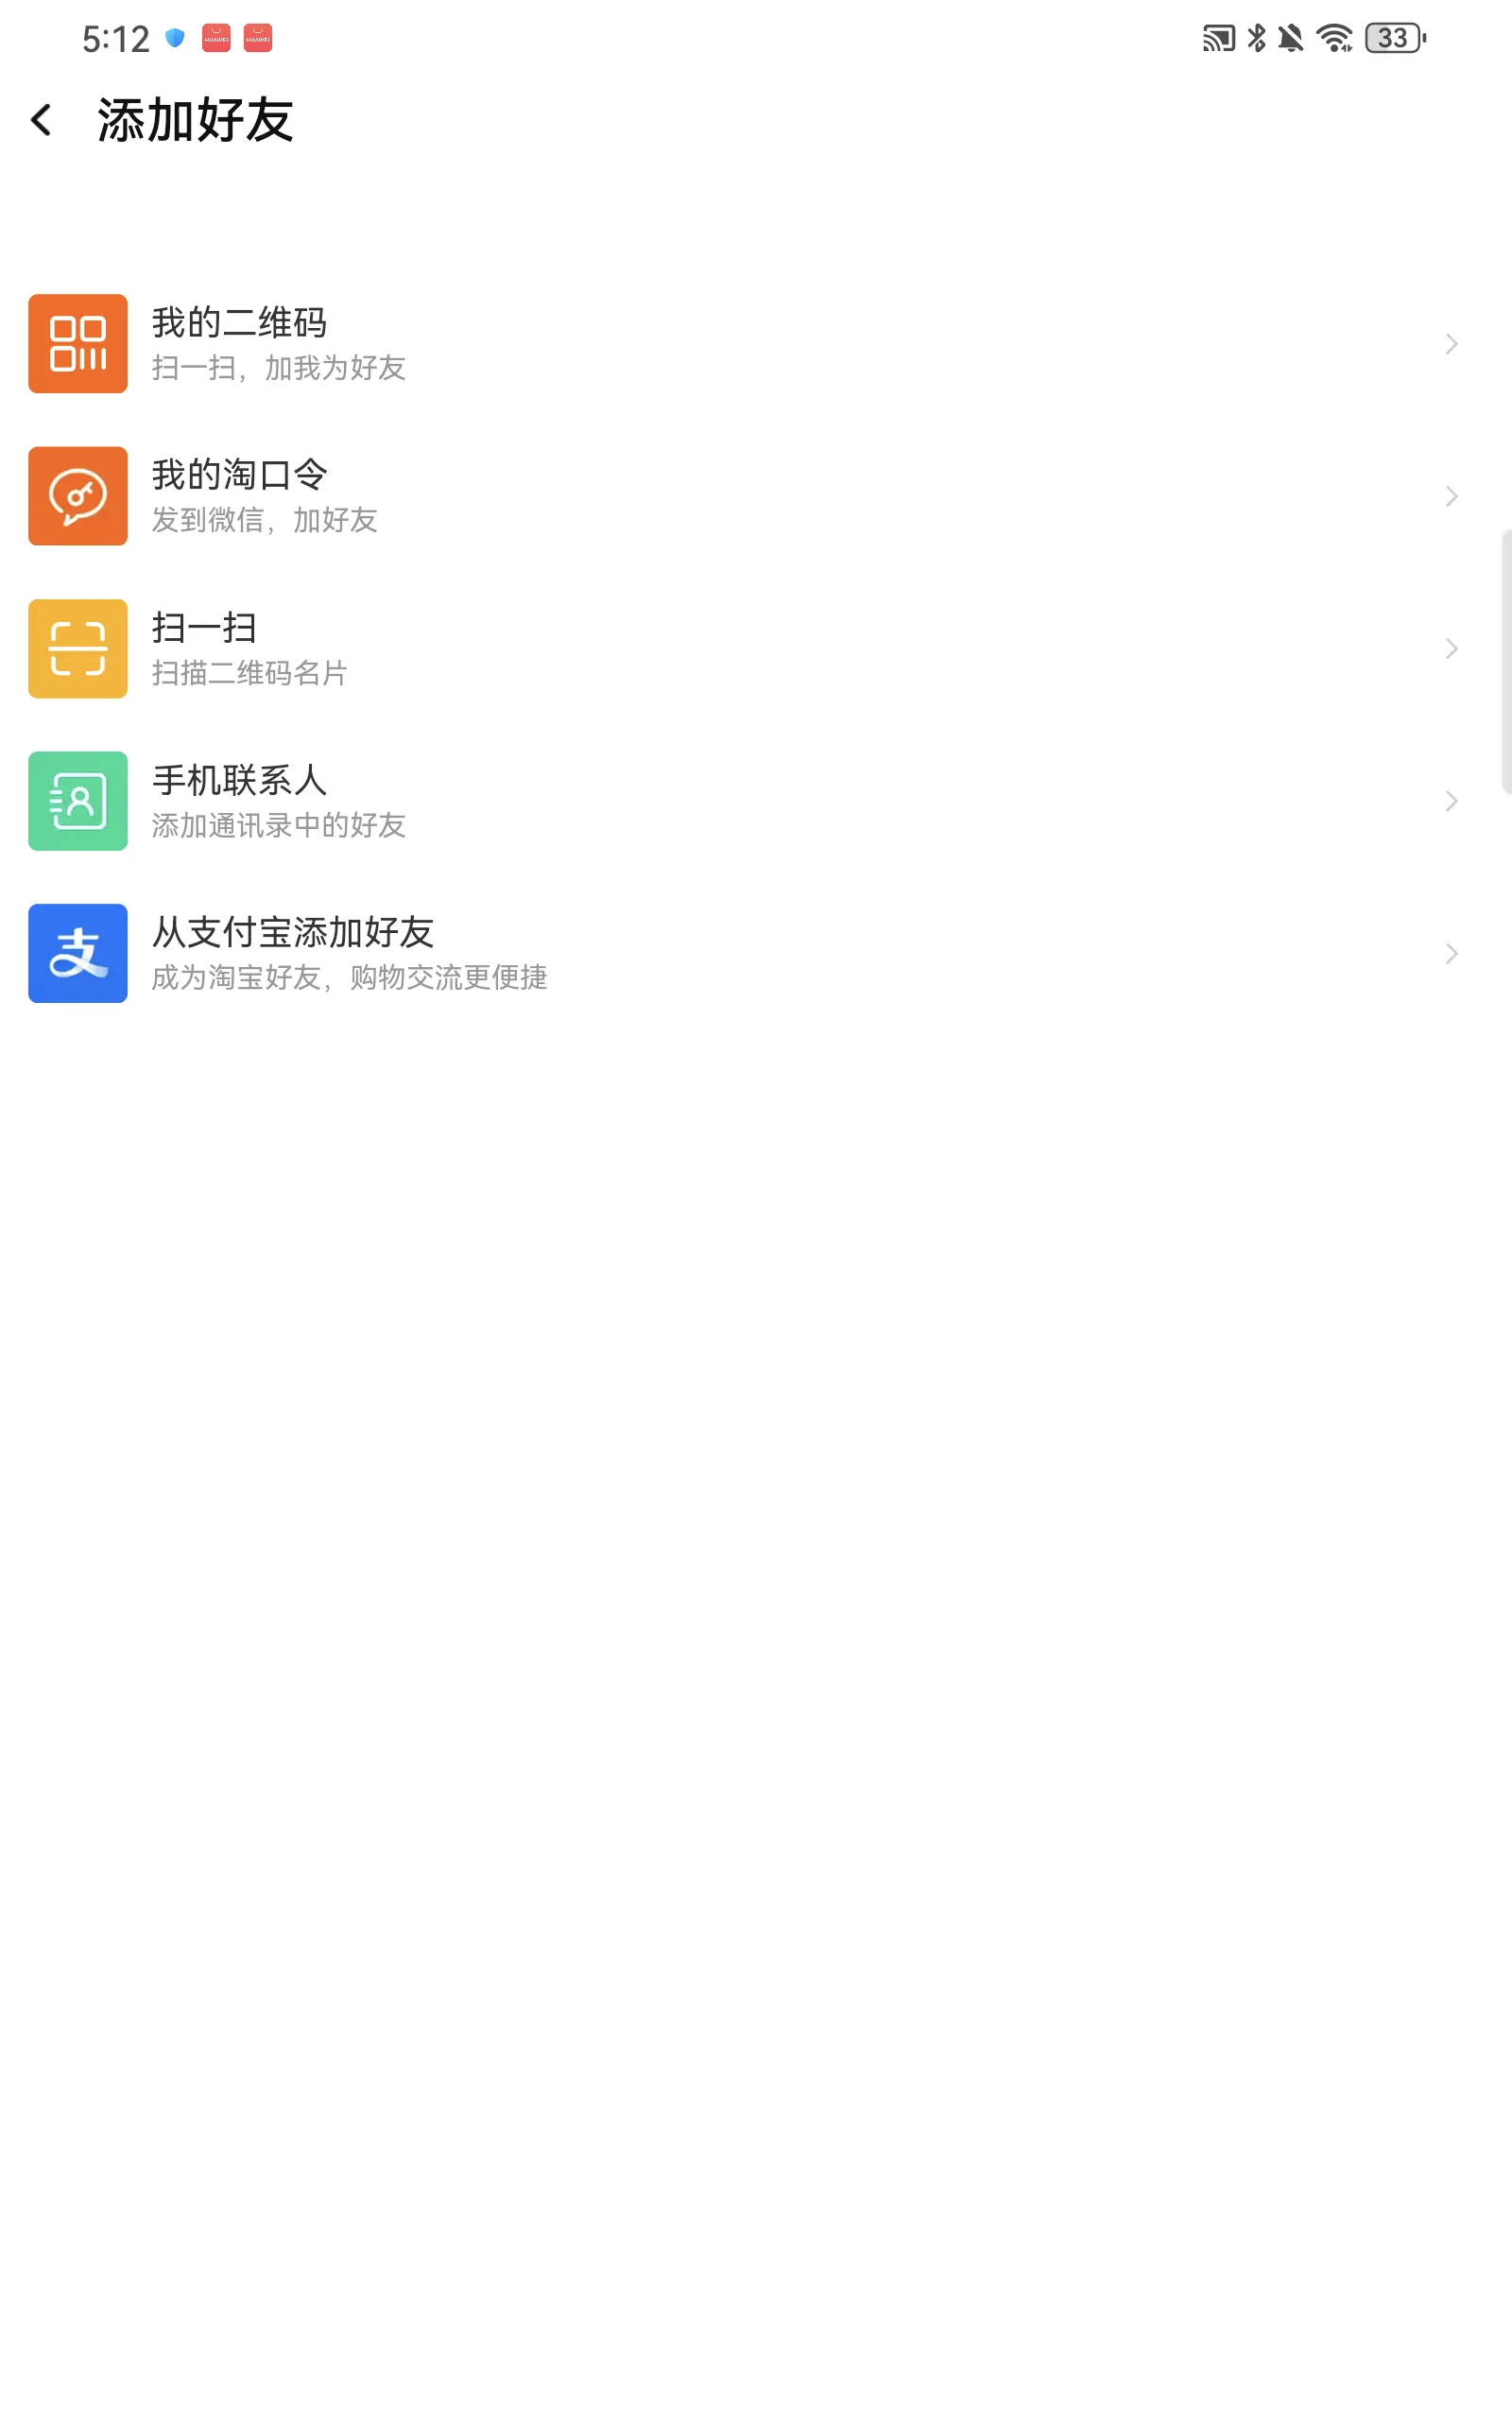 5:12
HUAWEI HUAWEI
33
添加好友
我的二维码
扫一扫，加我为好友
我的淘口令
发到微信，加好友
扫一扫
扫描二维码名片
手机联系人
添加通讯录中的好友
支
从支付宝添加好友
成为淘宝好友，购物交流更便捷